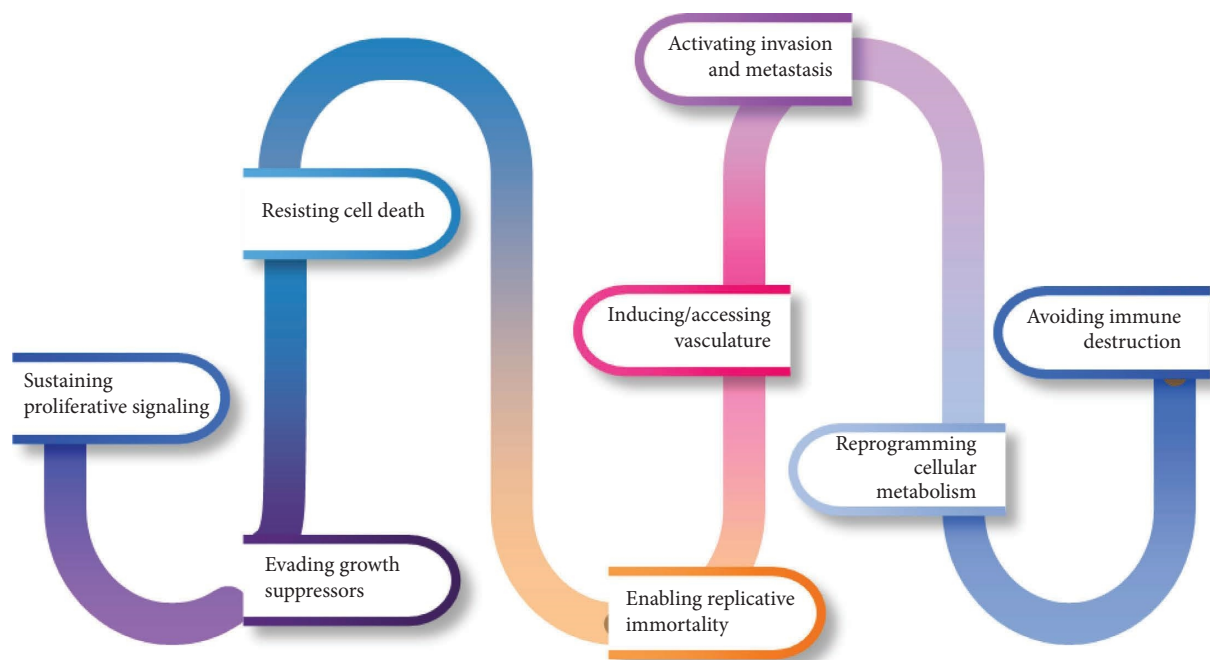 Sustaining
proliferative signaling
Evading growth
suppressors
Resisting cell death
Enabling replicative
immortality
Inducing/accessing
vasculature
Activating invasion
and metastasis
Reprogramming
cellular
metabolism
Avoiding immune
destruction